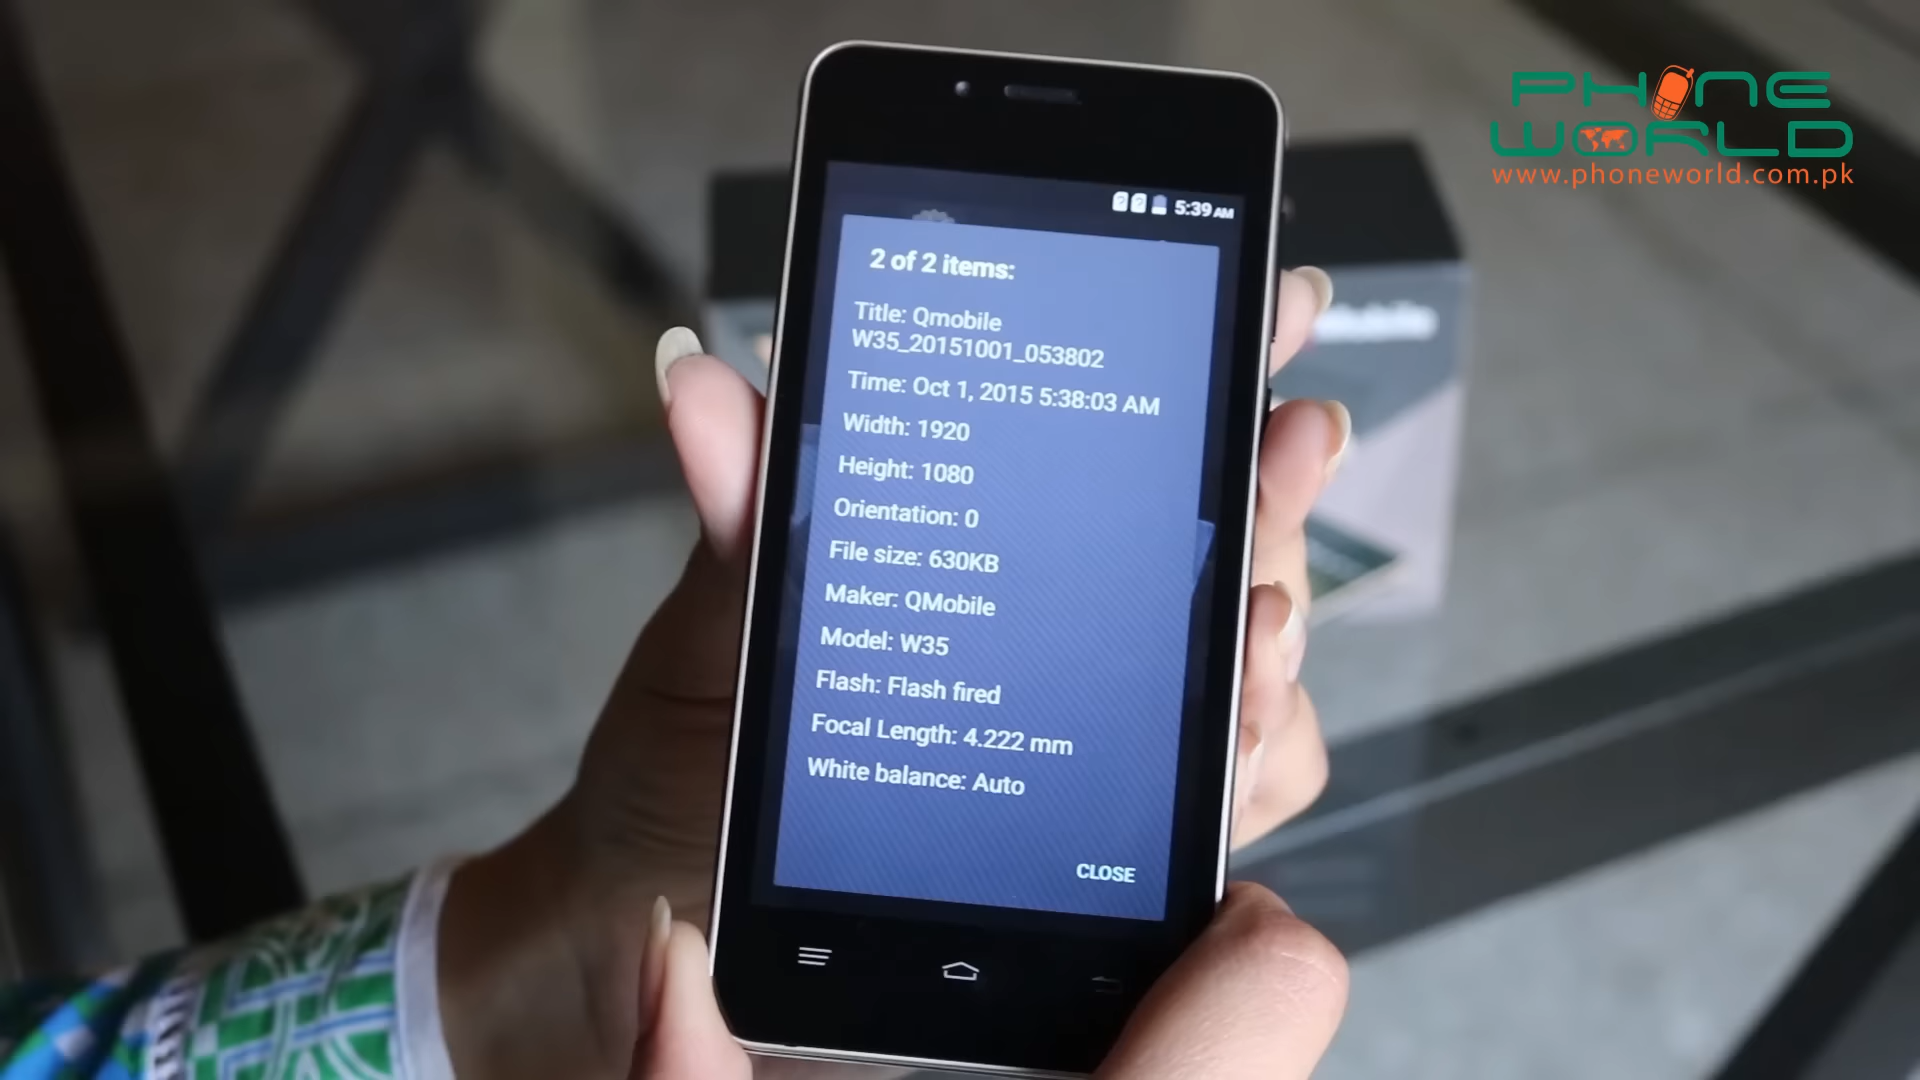 PHONE
WORLD
www.phoneworld.com.pk
5:39 AM
2 of 2 items:
Title: Qmobile
W35_20151001_053802
Time: Oct 1, 2015 5:38:03 AM
Width: 1920
Height: 1080
Orientation: 0
File size: 630KB
Maker: QMobile
Model: W35
Flash: Flash fired
Focal Length: 4.222 mm
White balance: Auto
CLOSE